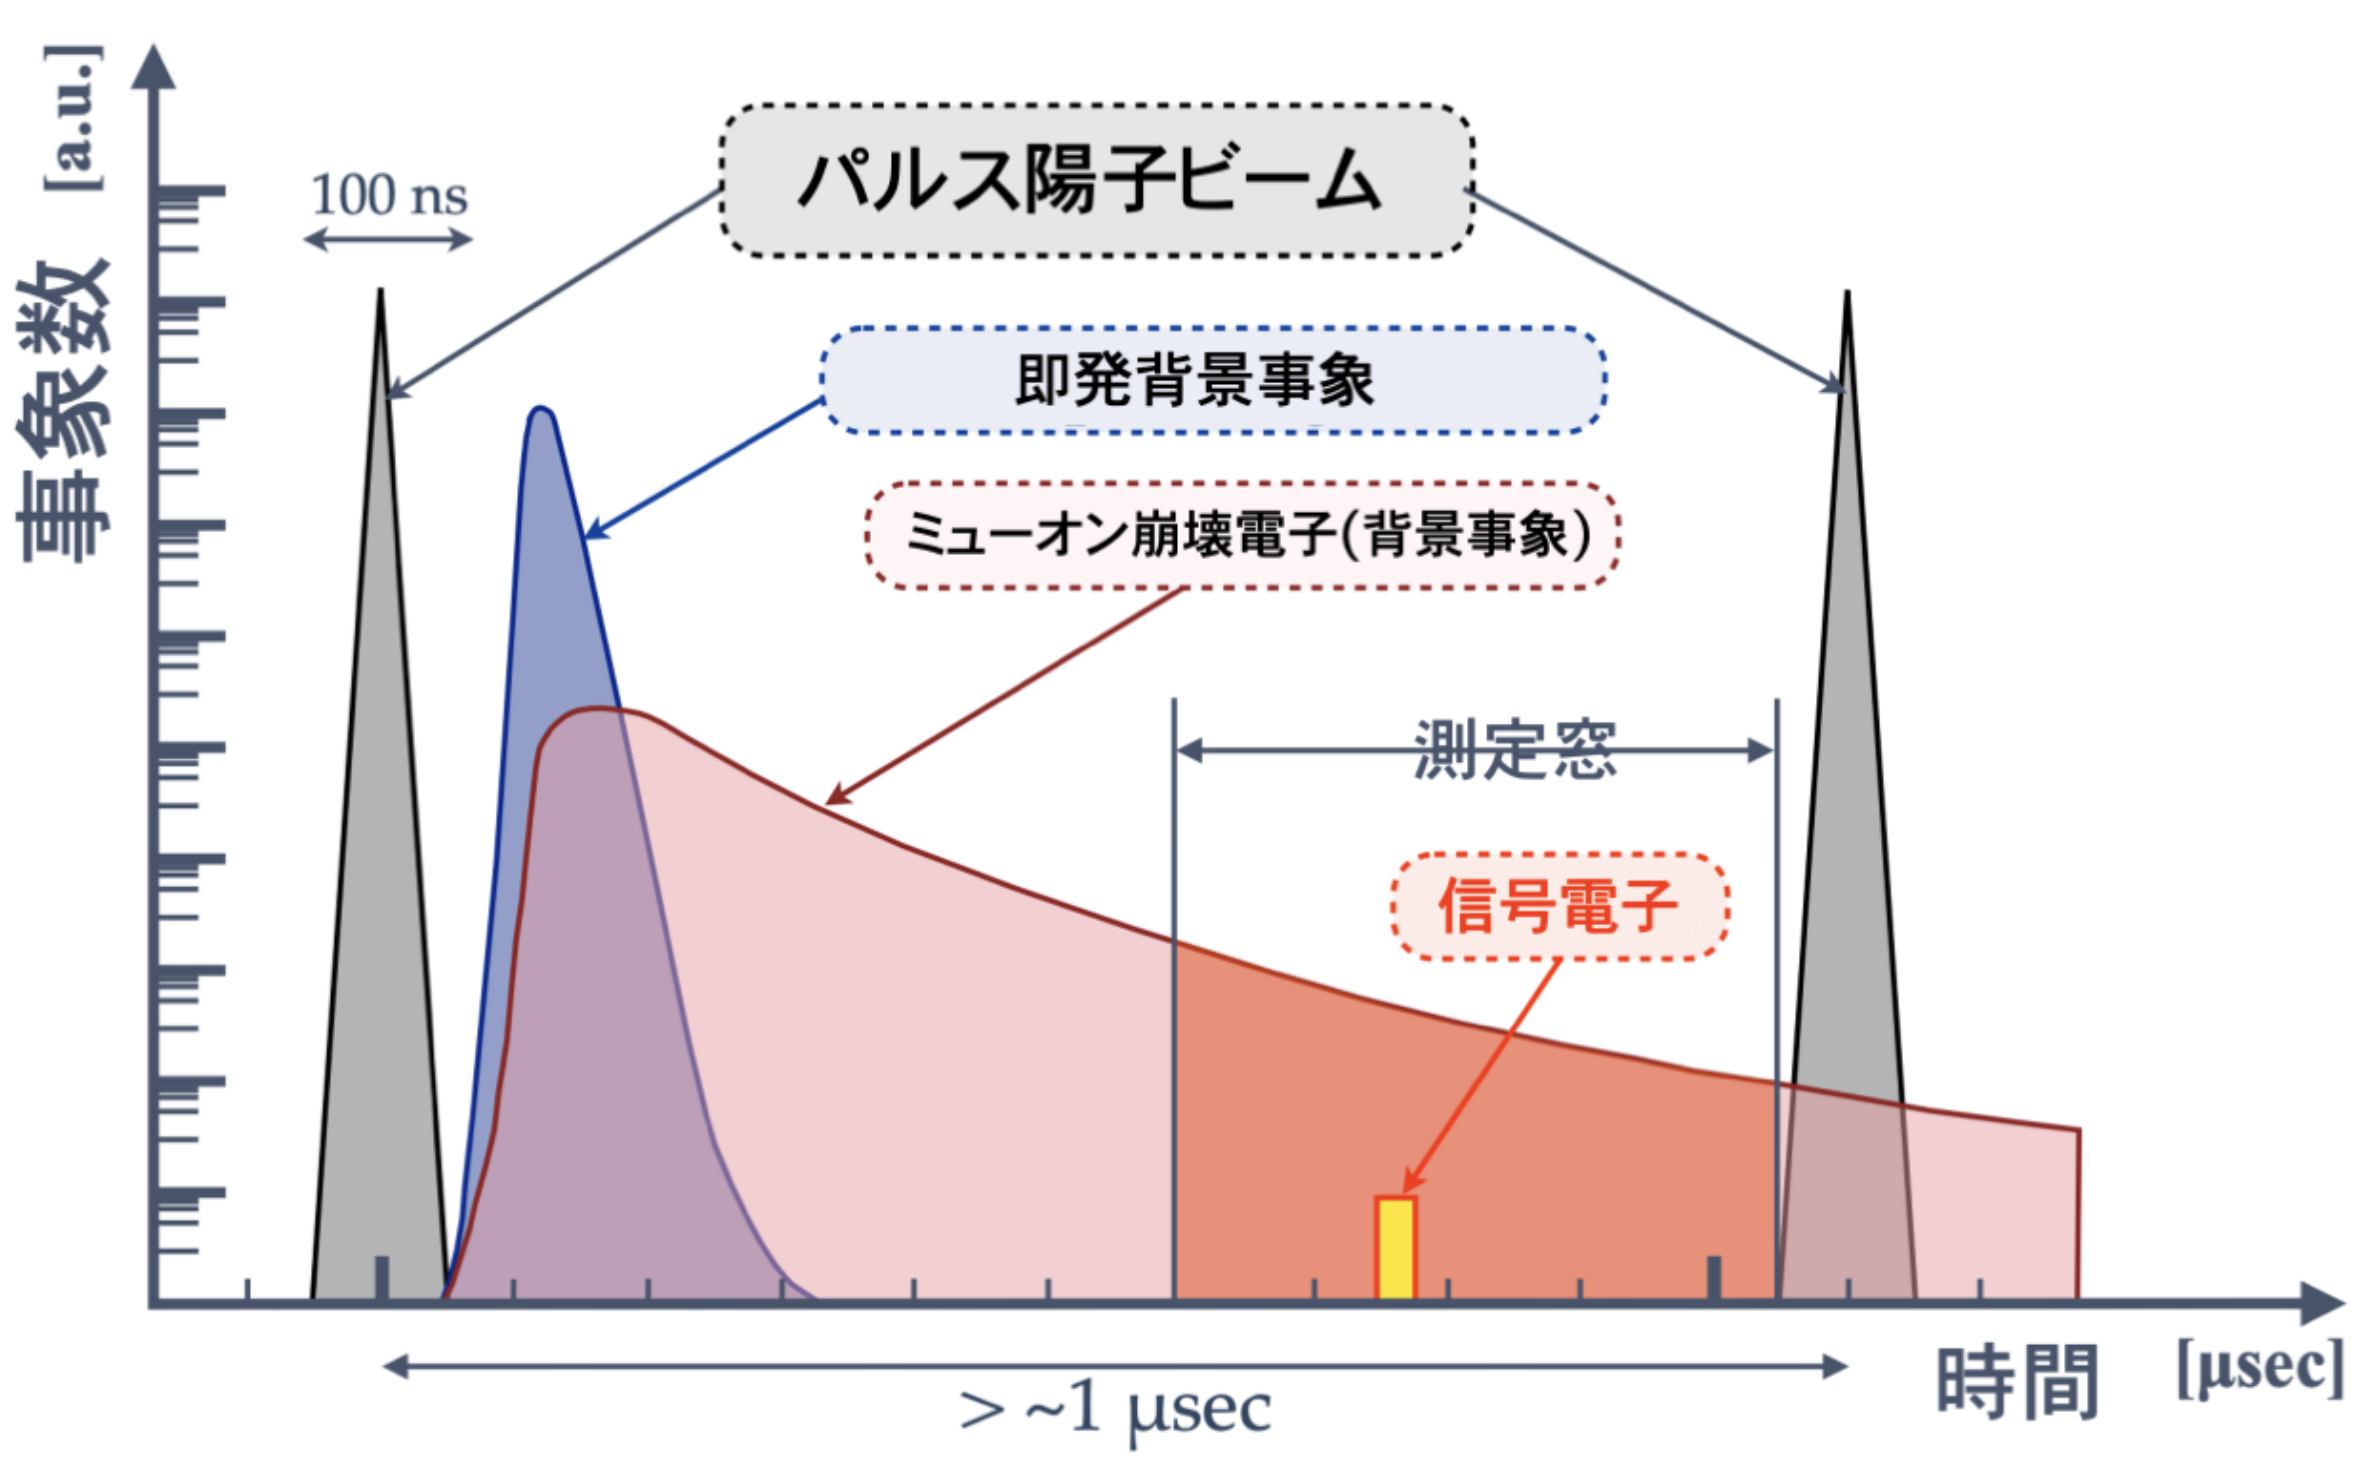 事象数 [a.u.]
100 ns
パルス陽子ビーム
即発背景事象
ミューオン崩壊電子(背景事象)
測定窓
信号電子
> ~1 μsec
時間 [μsec]